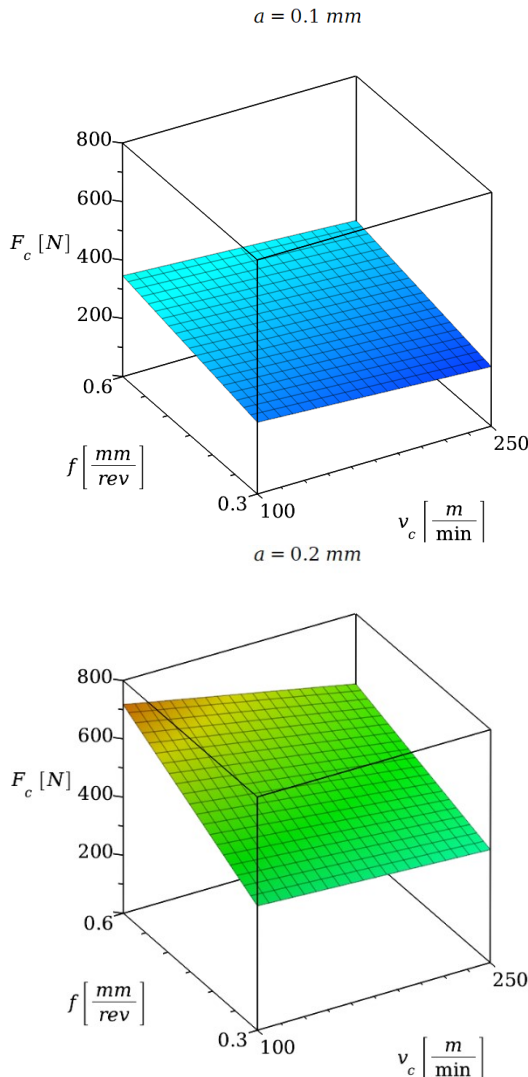 a = 0.1 mm
800
600
F_c [N]
400
200
0.6
f [mm/rev]
0.3
100
250
v_c [m/min]
a = 0.2 mm
800
600
F_c [N]
400
200
0.6
f [mm/rev]
0.3
100
250
v_c [m/min]